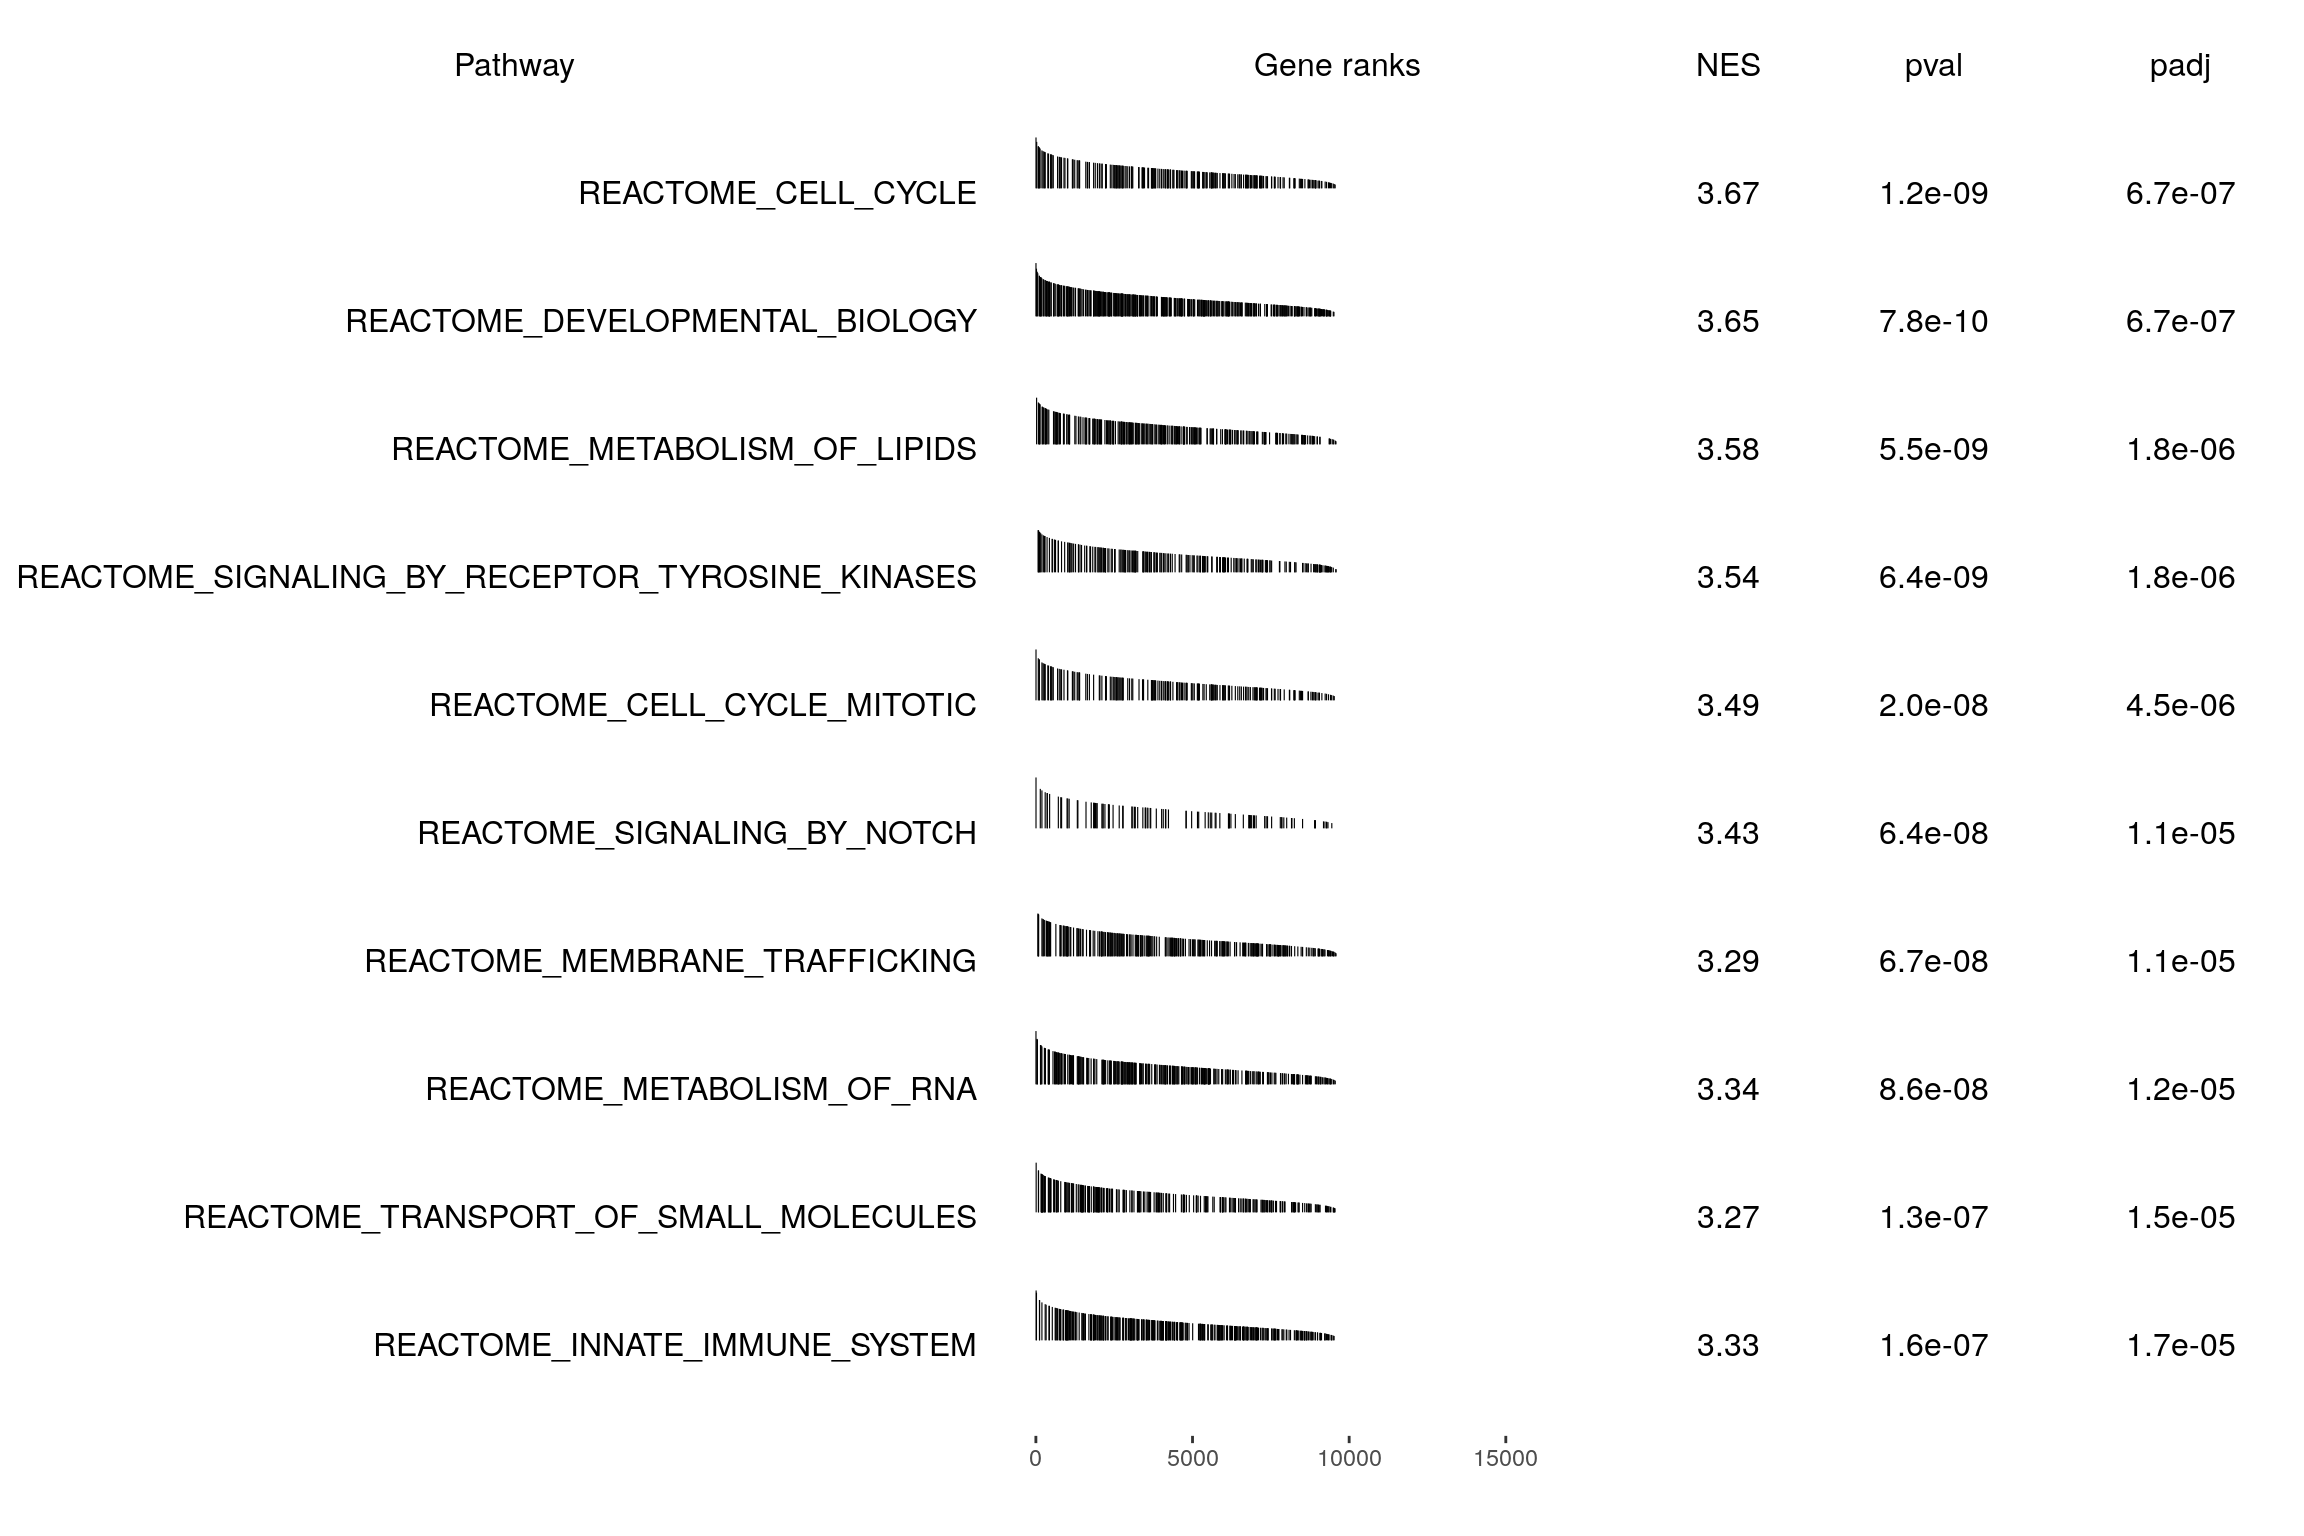 Pathway Gene ranks NES pval padj
REACTOME_CELL_CYCLE 3.67 1.2e-09 6.7e-07
REACTOME_DEVELOPMENTAL_BIOLOGY 3.65 7.8e-10 6.7e-07
REACTOME_METABOLISM_OF_LIPIDS 3.58 5.5e-09 1.8e-06
REACTOME_SIGNALING_BY_RECEPTOR_TYROSINE_KINASES 3.54 6.4e-09 1.8e-06
REACTOME_CELL_CYCLE_MITOTIC 3.49 2.0e-08 4.5e-06
REACTOME_SIGNALING_BY_NOTCH 3.43 6.4e-08 1.1e-05
REACTOME_MEMBRANE_TRAFFICKING 3.29 6.7e-08 1.1e-05
REACTOME_METABOLISM_OF_RNA 3.34 8.6e-08 1.2e-05
REACTOME_TRANSPORT_OF_SMALL_MOLECULES 3.27 1.3e-07 1.5e-05
REACTOME_INNATE_IMMUNE_SYSTEM 3.33 1.6e-07 1.7e-05
0 5000 10000 15000